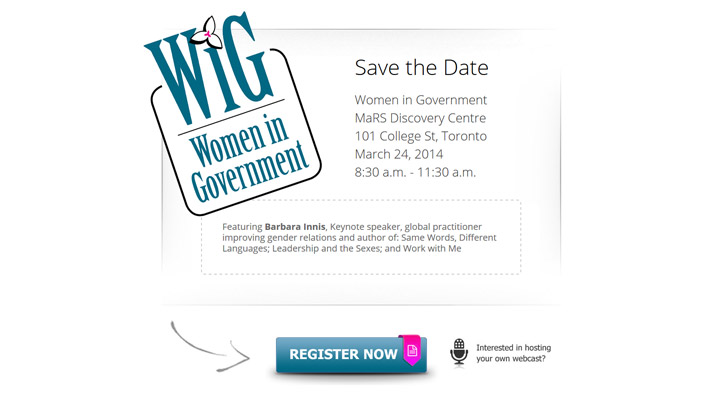 WiG
Women in
Government
Save the Date
Women in Government
MaRS Discovery Centre
101 College St, Toronto
March 24, 2014
8:30 a.m. - 11:30 a.m.
Featuring Barbara Innis, Keynote speaker, global practitioner
improving gender relations and author of: Same Words, Different
Languages; Leadership and the Sexes; and Work with Me
REGISTER NOW
Interested in hosting
your own webcast?